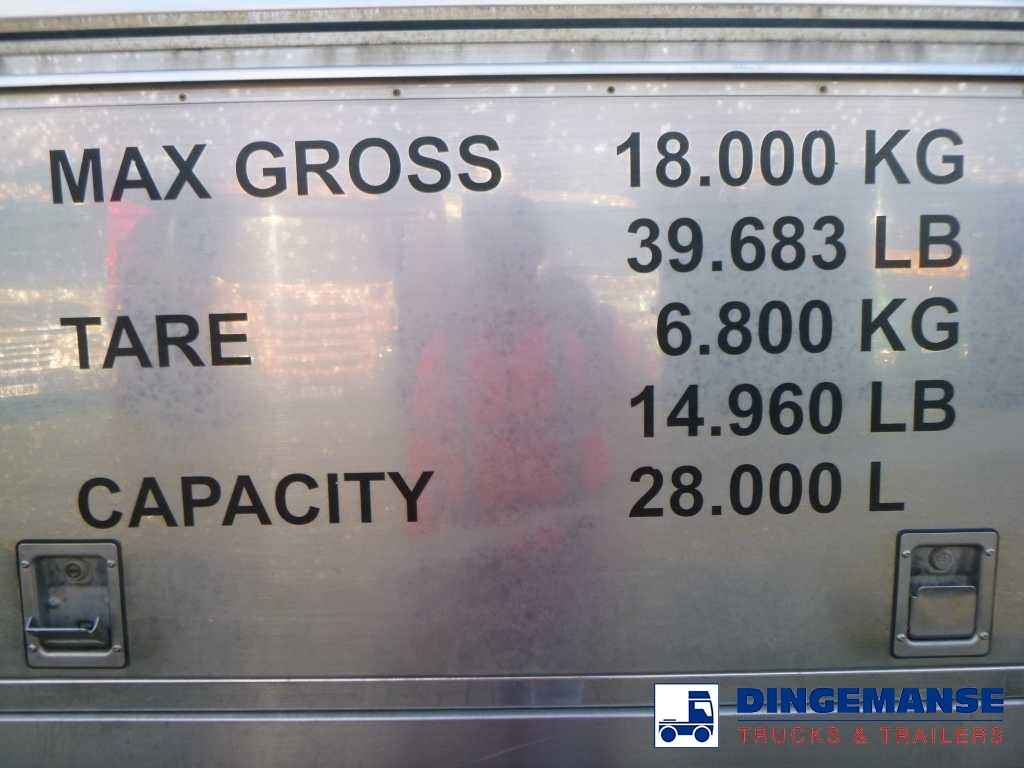 MAX GROSS 18.000 KG
39.683 LB
TARE 6.800 KG
14.960 LB
CAPACITY 28.000 L
DINGEMANSE
TRUCKS & TRAILERS